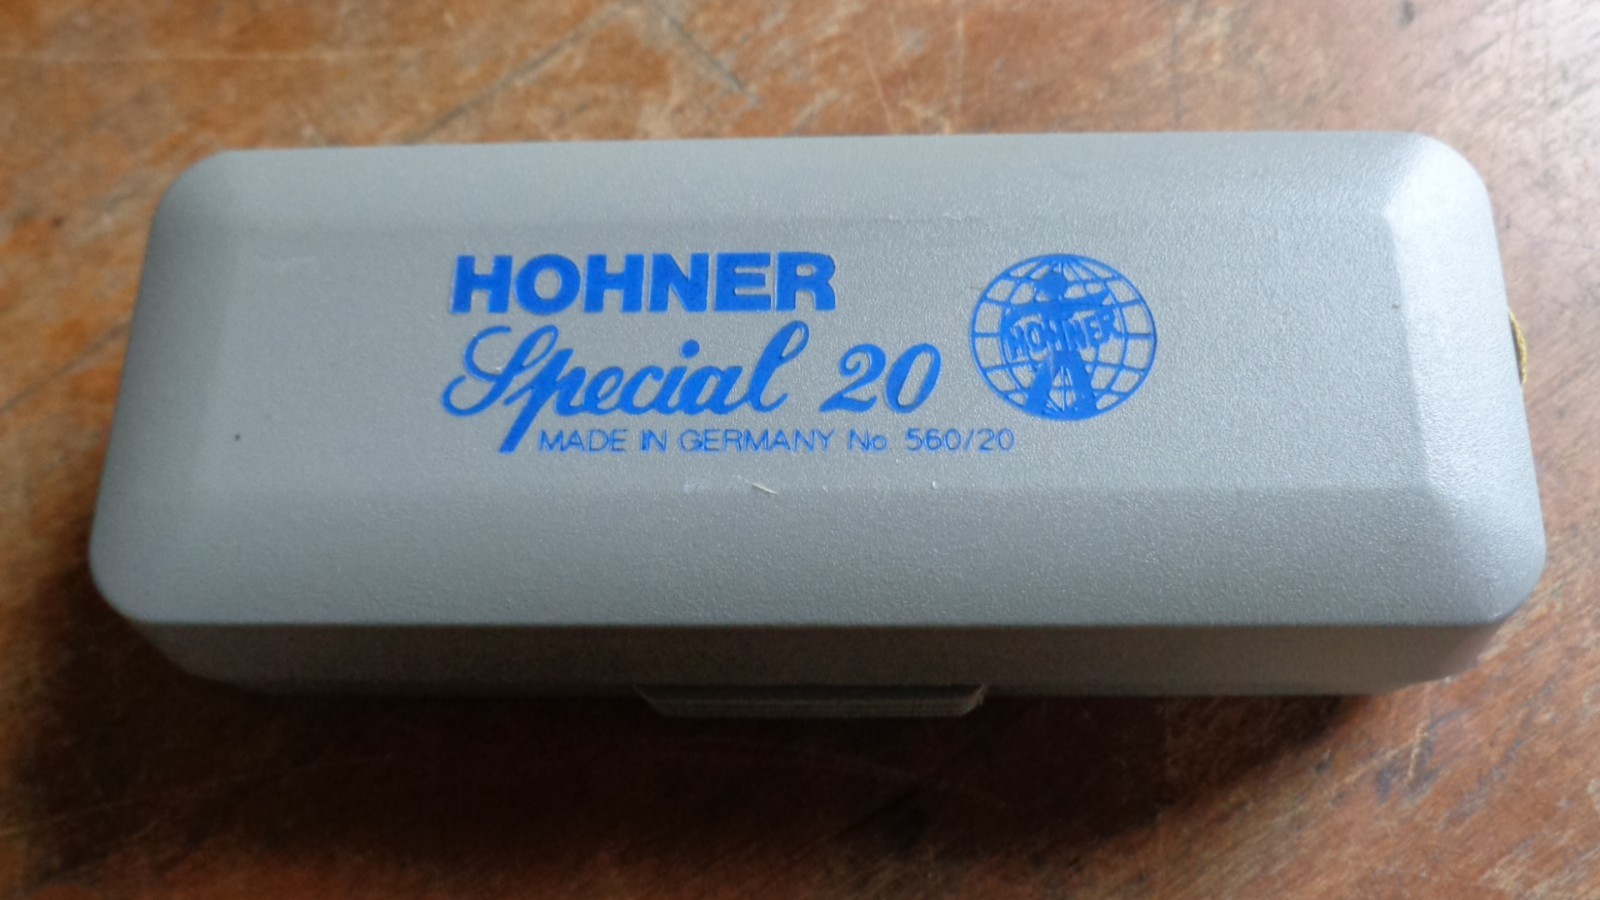 HOHNER
Special 20
MADE IN GERMANY No 560/20
HOHNER